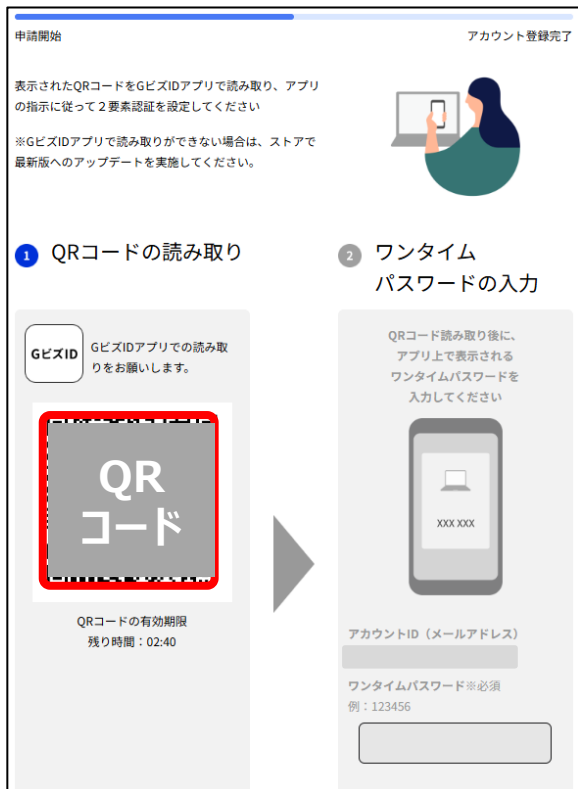 申請開始
アカウント登録完了
表示されたQRコードをGビズIDアプリで読み取り、アプリ
の指示に従って２要素認証を設定してください
※GビズIDアプリで読み取りができない場合は、ストアで
最新版へのアップデートを実施してください。
1 QRコードの読み取り
GビズID
GビズIDアプリでの読み取
りをお願いします。
QR
コード
QRコードの有効期限
残り時間：02:40
2 ワンタイム
パスワードの入力
QRコード読み取り後に、
アプリ上で表示される
ワンタイムパスワードを
入力してください
XXX XXX
アカウントID（メールアドレス）
ワンタイムパスワード※必須
例：123456